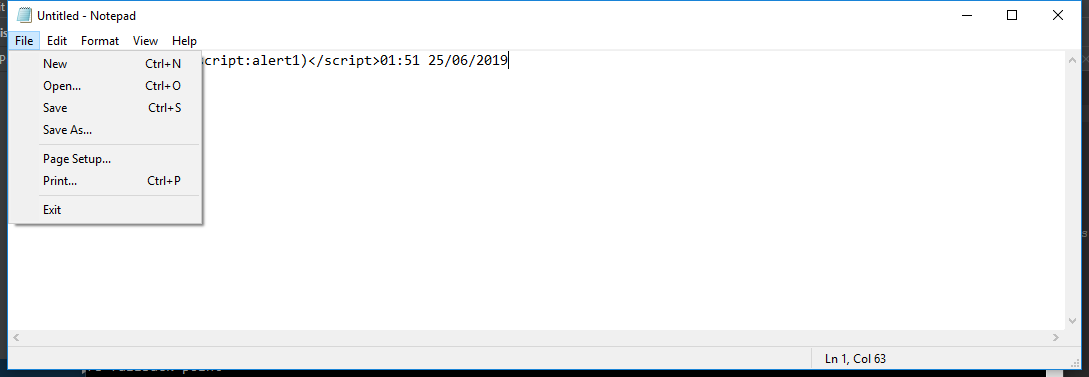 Untitled - Notepad
File Edit Format View Help
cript:alert1)</script>01:51 25/06/2019
New Ctrl+N
Open... Ctrl+O
Save Ctrl+S
Save As...
Page Setup...
Print... Ctrl+P
Exit
Ln 1, Col 63